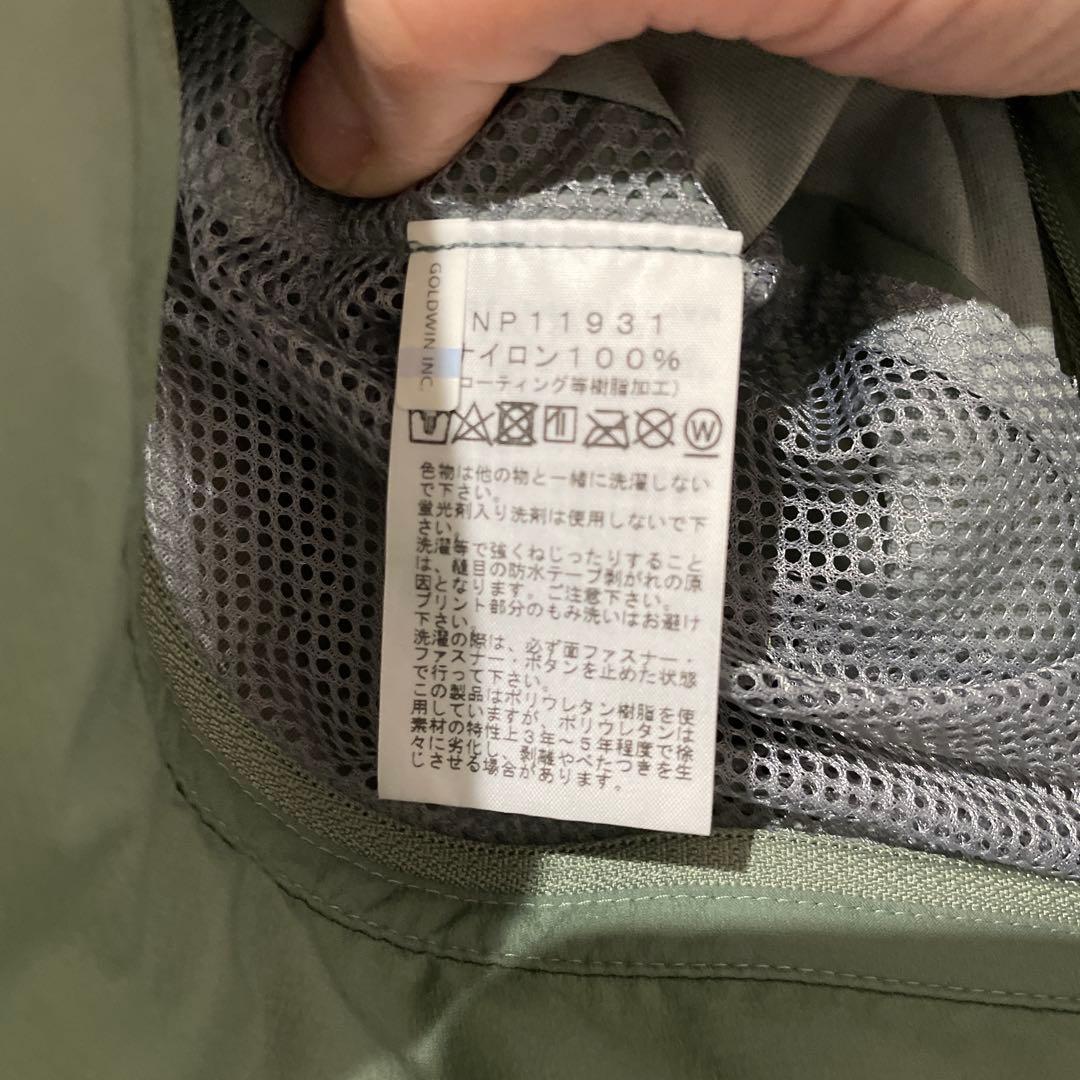 GOLDWIN INC.
NP11931
ナイロン100%
コーティング等樹脂加工)
W
色物は他の物と一緒に洗濯しない
で下さい。
蛍光剤入り洗剤は使用しないで下
さい。
洗濯等で強くねじったりすること
は、縫目の防水テープ剥がれの原
因となります。ご注意下さい。
プリント部分のもみ洗いはお避け
下さい。
洗濯の際は、必ず面ファスナー・
ファスナー・ボタンを止めた状態
で行って下さい。
この製品はポリウレタン樹脂を使
用していますが、ポリウレタンは
素材の特性上3年~5年程度で徐
々に劣化し、剥離やべたつきを生
じさせる場合があります。